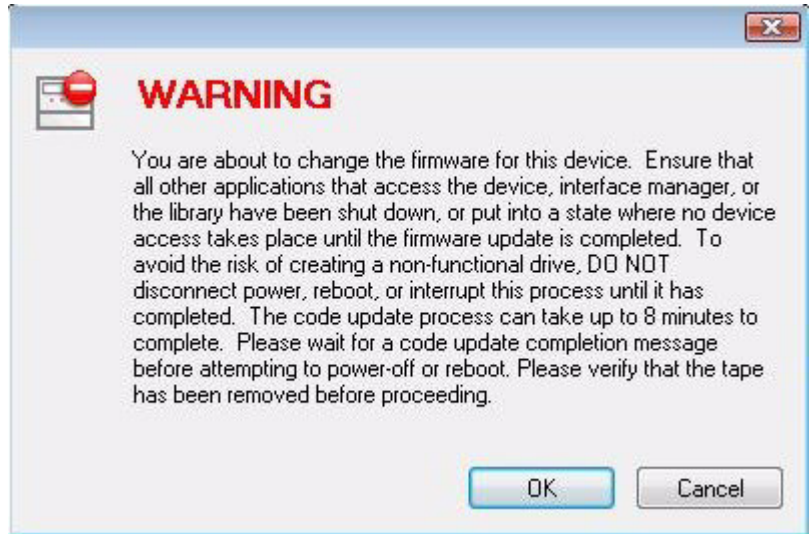 WARNING
You are about to change the firmware for this device.  Ensure that
all other applications that access the device, interface manager, or
the library have been shut down, or put into a state where no device
access takes place until the firmware update is completed.  To
avoid the risk of creating a non-functional drive, DO NOT
disconnect power, reboot, or interrupt this process until it has
completed.  The code update process can take up to 8 minutes to
complete.  Please wait for a code update completion message
before attempting to power-off or reboot. Please verify that the tape
has been removed before proceeding.
OK Cancel